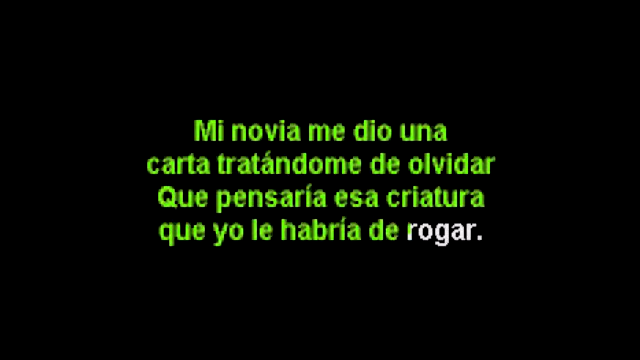 Mi novia me dio una
carta tratándome de olvidar
Que pensaría esa criatura
que yo le habría de rogar.